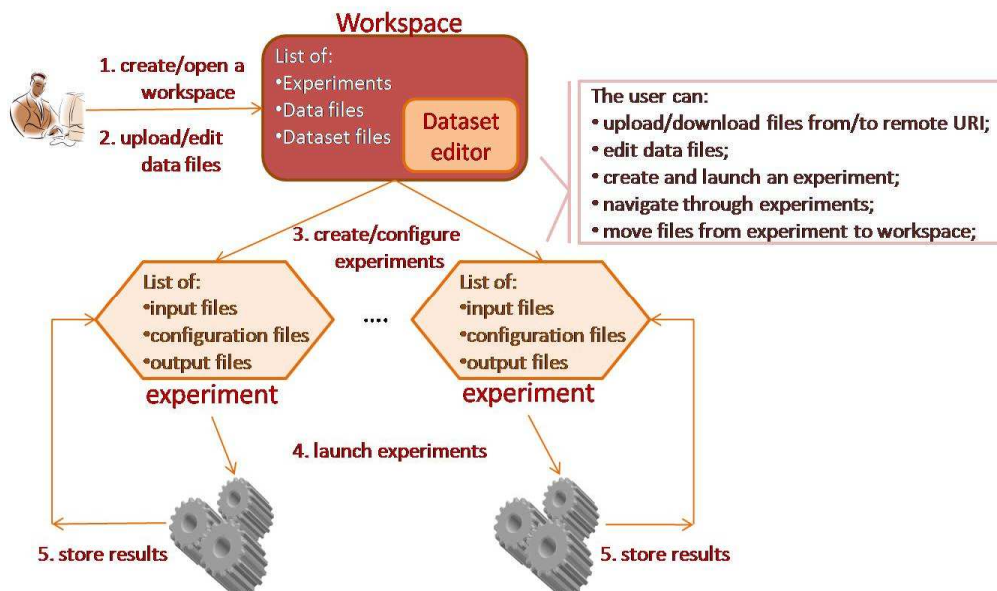 Workspace
1. create/open a
workspace
2. upload/edit
data files
List of:
•Experiments
•Data files
•Dataset files
Dataset
editor
The user can:
• upload/download files from/to remote URI;
• edit data files;
• create and launch an experiment;
• navigate through experiments;
• move files from experiment to workspace;
3. create/configure
experiments
List of:
•input files
•configuration files
•output files
experiment
....
List of:
•input files
•configuration files
•output files
experiment
4. launch experiments
5. store results
5. store results